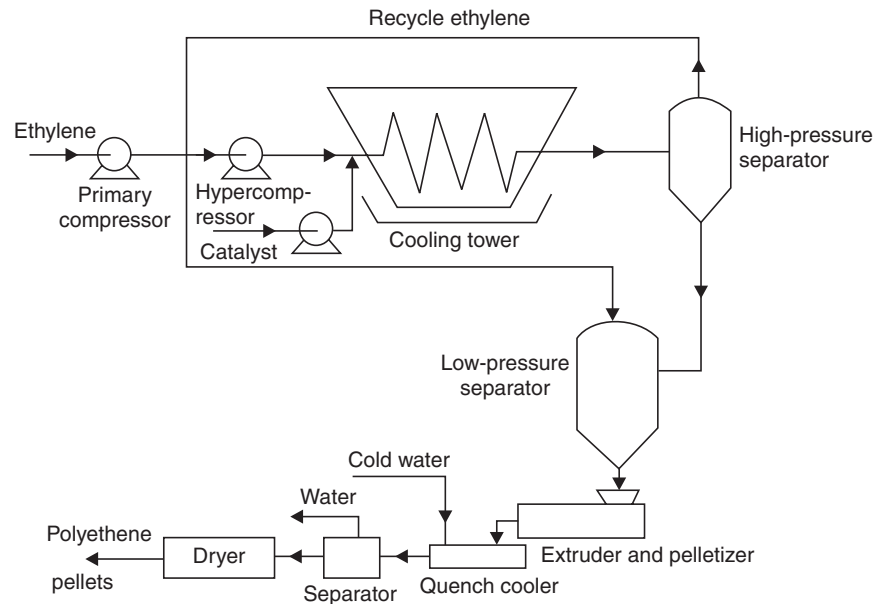 Recycle ethylene
Ethylene
Primary
compressor
Hypercomp-
ressor
Catalyst
Cooling tower
High-pressure
separator
Low-pressure
separator
Cold water
Water
Polyethene
pellets
Dryer
Separator
Quench cooler
Extruder and pelletizer